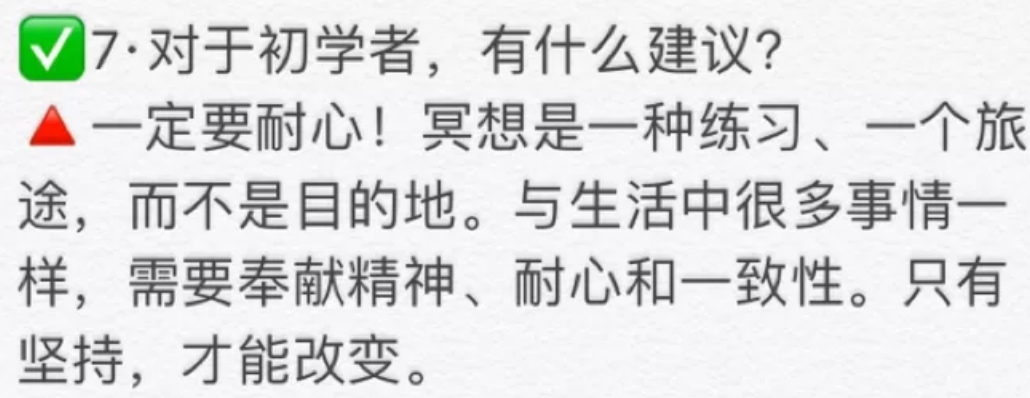 ✅7·对于初学者，有什么建议？
🔺一定要耐心！冥想是一种练习、一个旅
途，而不是目的地。与生活中很多事情一
样，需要奉献精神、耐心和一致性。只有
坚持，才能改变。